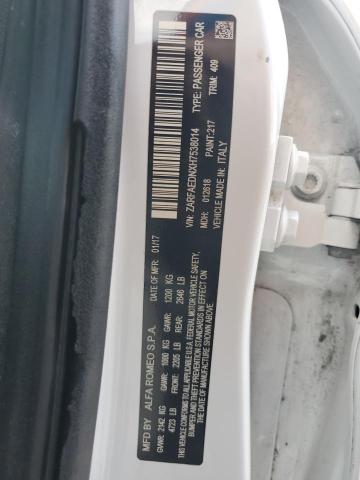 MFD BY ALFA ROMEO S.P.A. DATE OF MFR: 01/17
GVWR: 2142 KG GAWR: 1000 KG GAWR: 1200 KG
4723 LB FRONT: 2205 LB REAR: 2646 LB
THIS VEHICLE CONFORMS TO ALL APPLICABLE U.S.A. FEDERAL MOTOR VEHICLE SAFETY,
BUMPER, AND THEFT PREVENTION STANDARDS IN EFFECT ON
THE DATE OF MANUFACTURE SHOWN ABOVE.
VIN: ZARFAEDNXH7538014 TYPE: PASSENGER CAR
MDH: 012618 PAINT: 217 TRIM: 409
VEHICLE MADE IN: ITALY